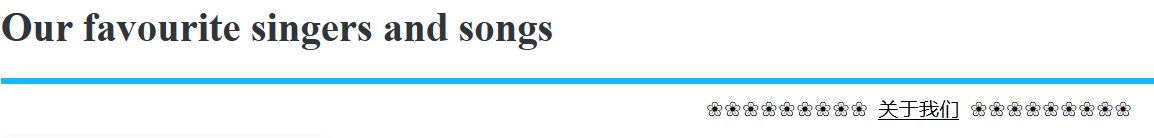 Our favourite singers and songs
❀❀❀❀❀❀❀❀❀ 关于我们 ❀❀❀❀❀❀❀❀❀